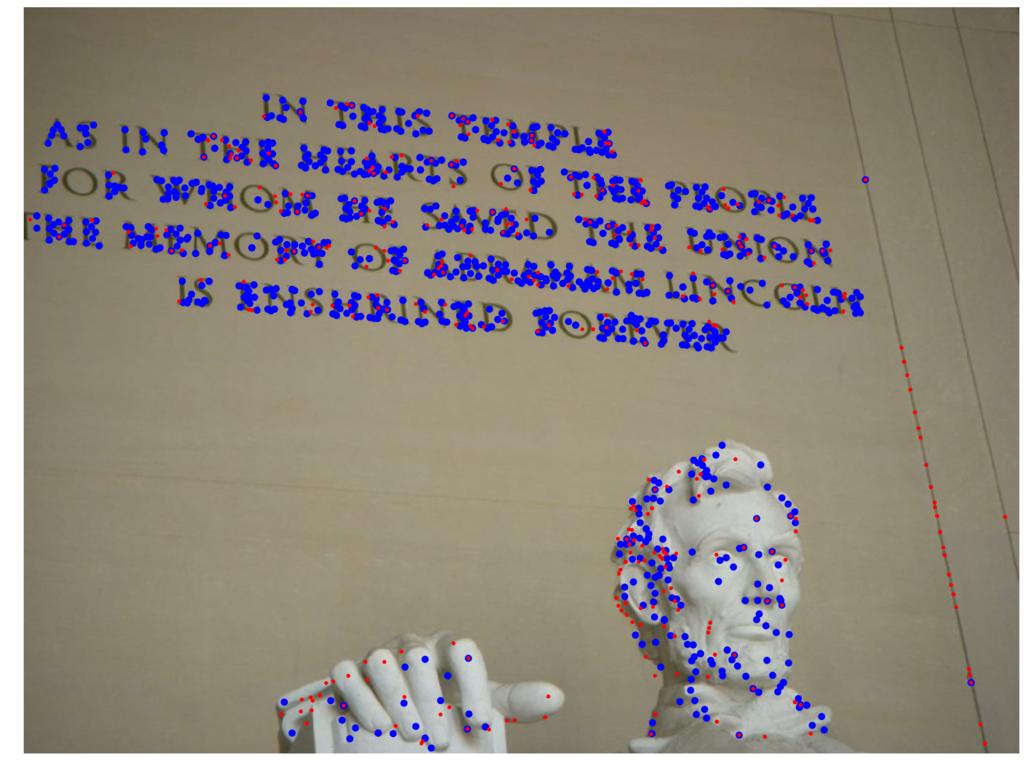 IN THIS TEMPLE
AS IN THE HEARTS OF THE PEOPLE
FOR WHOM HE SAVED THE UNION
THE MEMORY OF ABRAHAM LINCOLN
IS ENSHRINED FOREVER